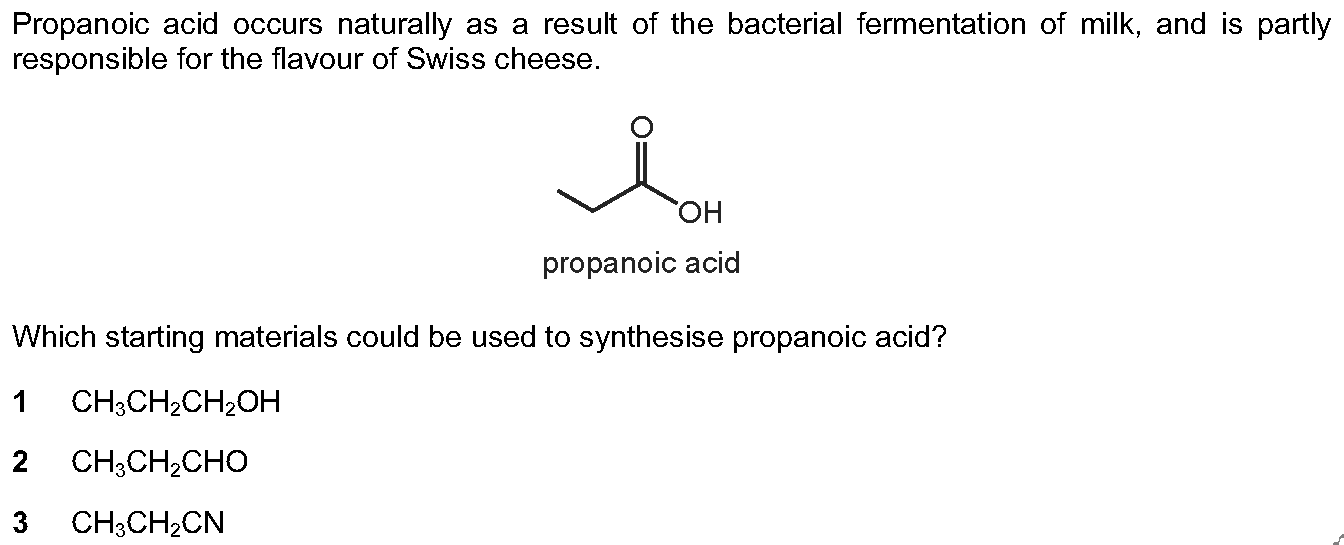 Propanoic acid occurs naturally as a result of the bacterial fermentation of milk, and is partly
responsible for the flavour of Swiss cheese.
O
OH
propanoic acid
Which starting materials could be used to synthesise propanoic acid?
1 CH₃CH₂CH₂OH
2 CH₃CH₂CHO
3 CH₃CH₂CN